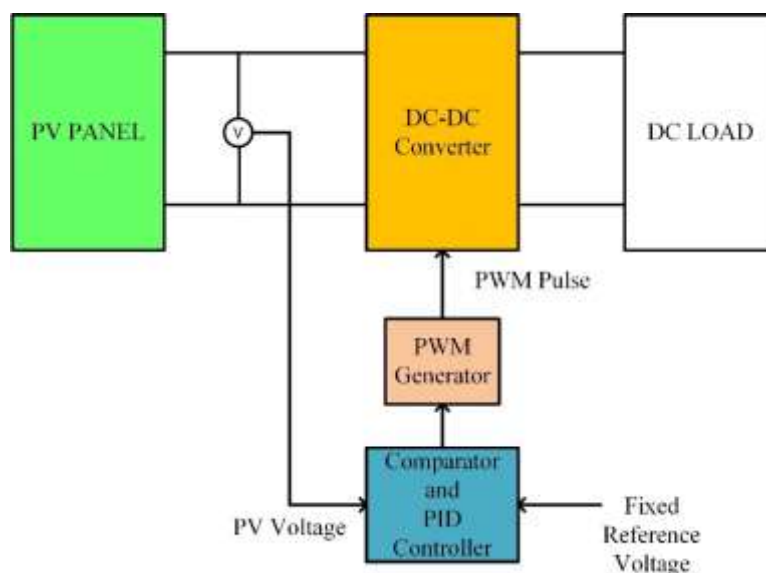 PV PANEL
V
DC-DC
Converter
DC LOAD
PWM Pulse
PWM
Generator
Comparator
and
PID
Controller
PV Voltage
Fixed
Reference
Voltage